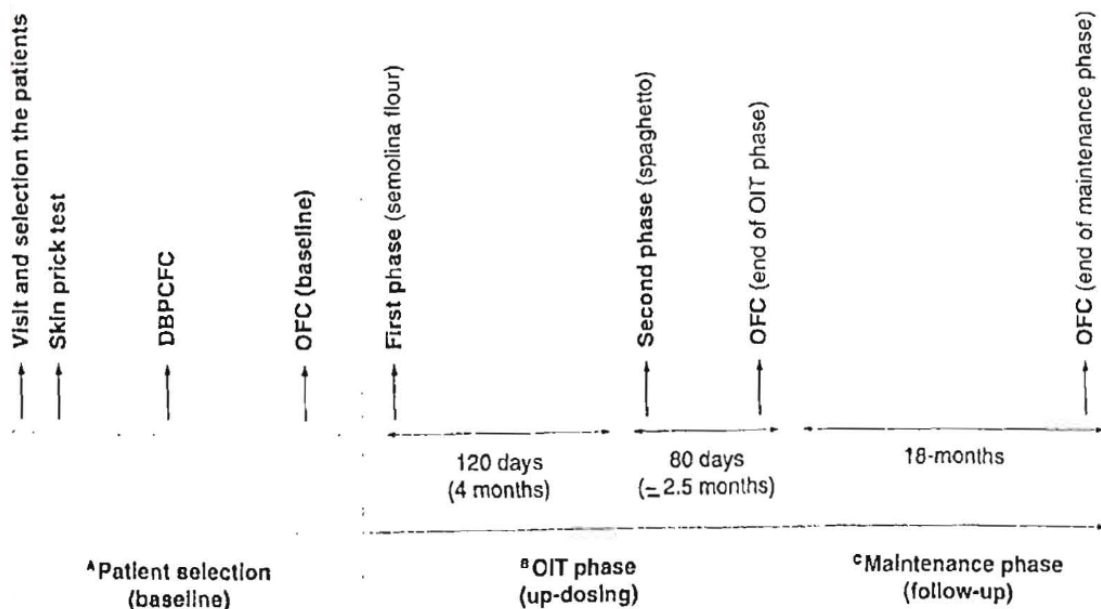 Visit and selection the patients
Skin prick test
DBPCFC
OFC (baseline)
First phase (semolina flour)
Second phase (spaghetto)
OFC (end of OIT phase)
OFC (end of maintenance phase)
120 days
(4 months)
80 days
(≃2.5 months)
18-months
ᴬPatient selection
(baseline)
ᴮOIT phase
(up-dosing)
ᶜMaintenance phase
(follow-up)